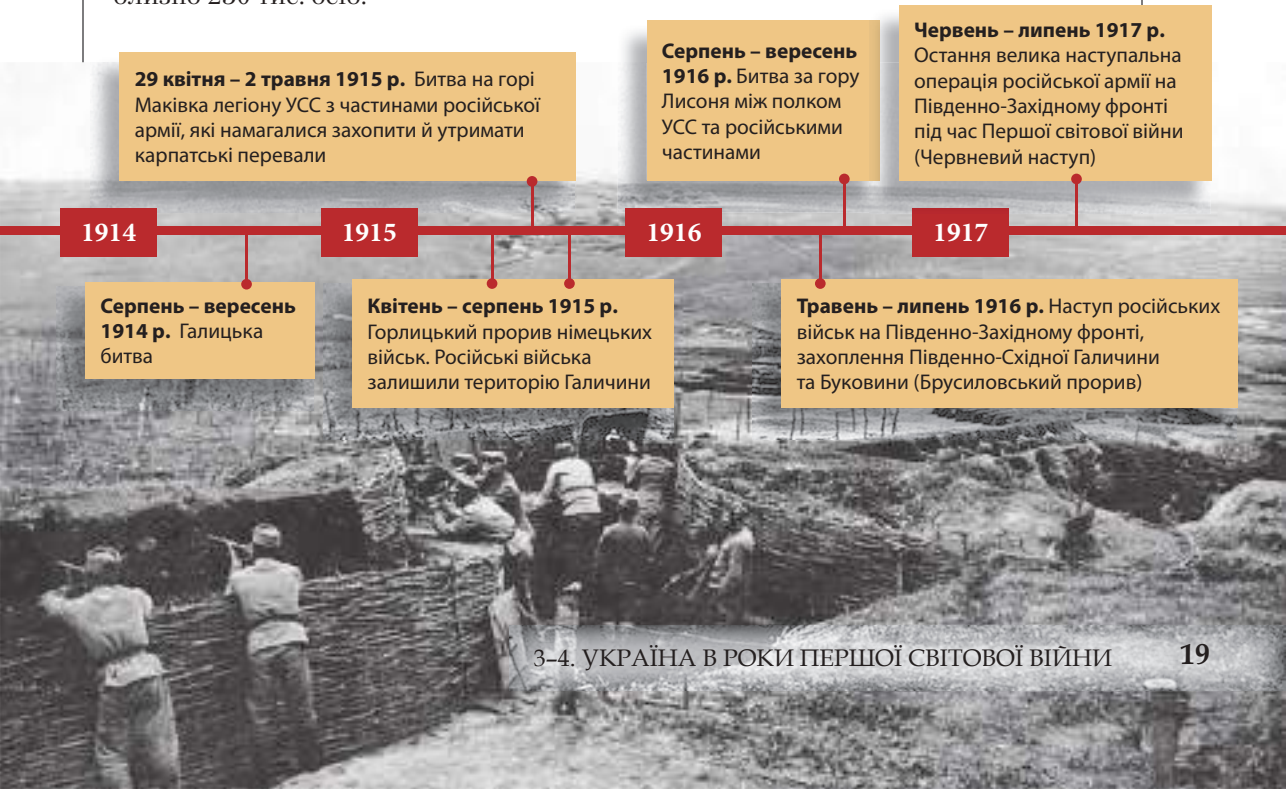 29 квітня – 2 травня 1915 р. Битва на горі
Маківка легіону УСС з частинами російської
армії, які намагалися захопити й утримати
карпатські перевали
Серпень – вересень
1916 р. Битва за гору
Лисоня між полком
УСС та російськими
частинами
Червень – липень 1917 р.
Остання велика наступальна
операція російської армії на
Південно-Західному фронті
під час Першої світової війни
(Червневий наступ)
1914
1915
1916
1917
Серпень – вересень
1914 р. Галицька
битва
Квітень – серпень 1915 р.
Горлицький прорив німецьких
військ. Російські війська
залишили територію Галичини
Травень – липень 1916 р. Наступ російських
військ на Південно-Західному фронті,
захоплення Південно-Східної Галичини
та Буковини (Брусиловський прорив)
3–4. УКРАЇНА В РОКИ ПЕРШОЇ СВІТОВОЇ ВІЙНИ 19